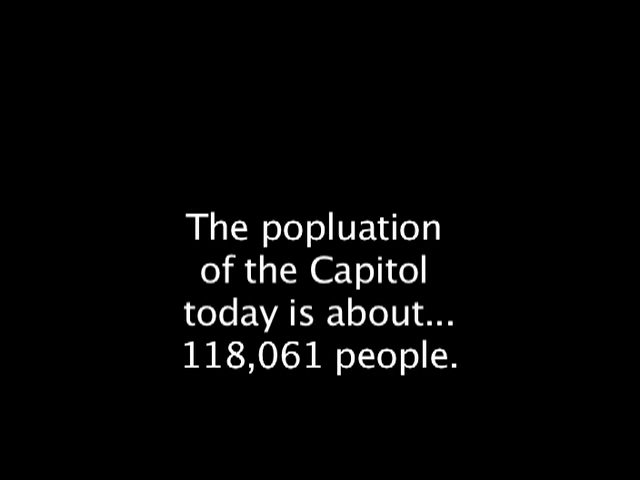 The popluation
of the Capitol
today is about...
118,061 people.